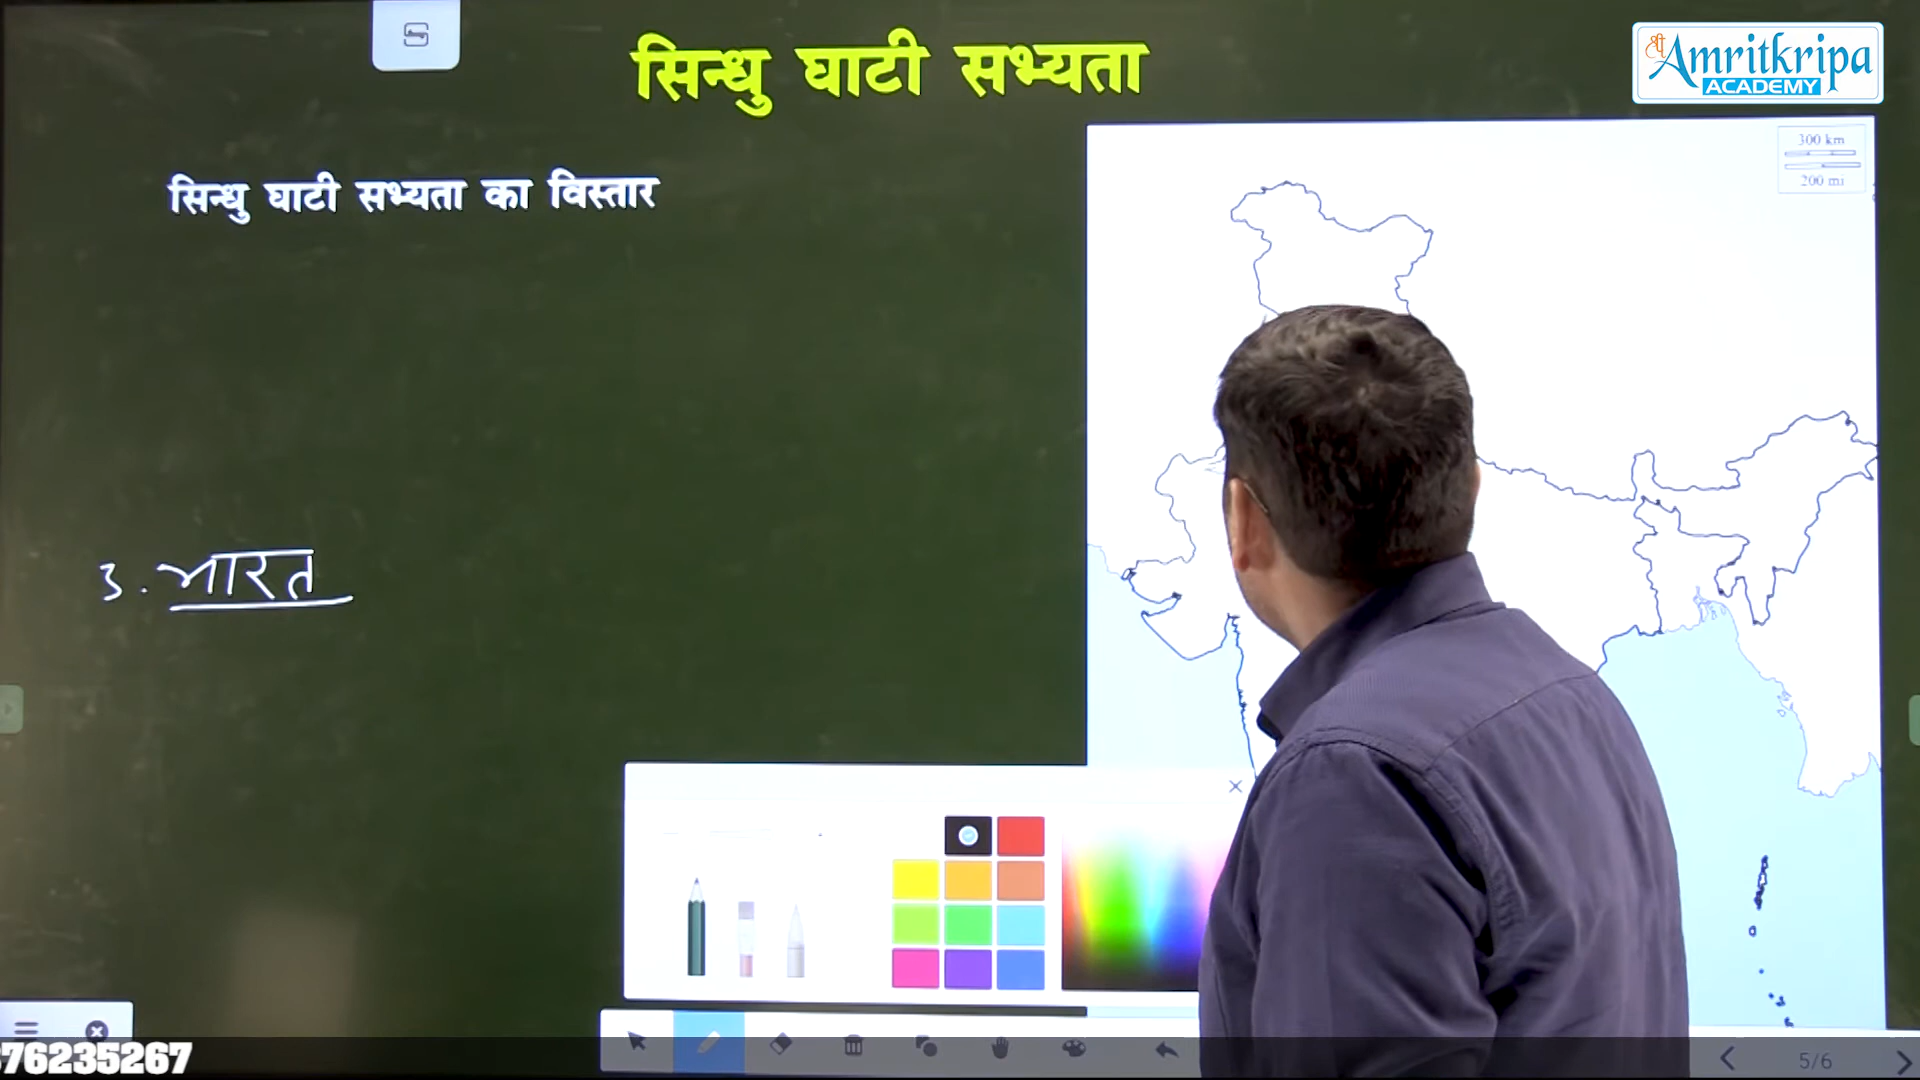 सिन्धु घाटी सभ्यता
श्री Amritkripa
ACADEMY
300 km
200 mi
सिन्धु घाटी सभ्यता का विस्तार
3. भारत
76235267
5/6